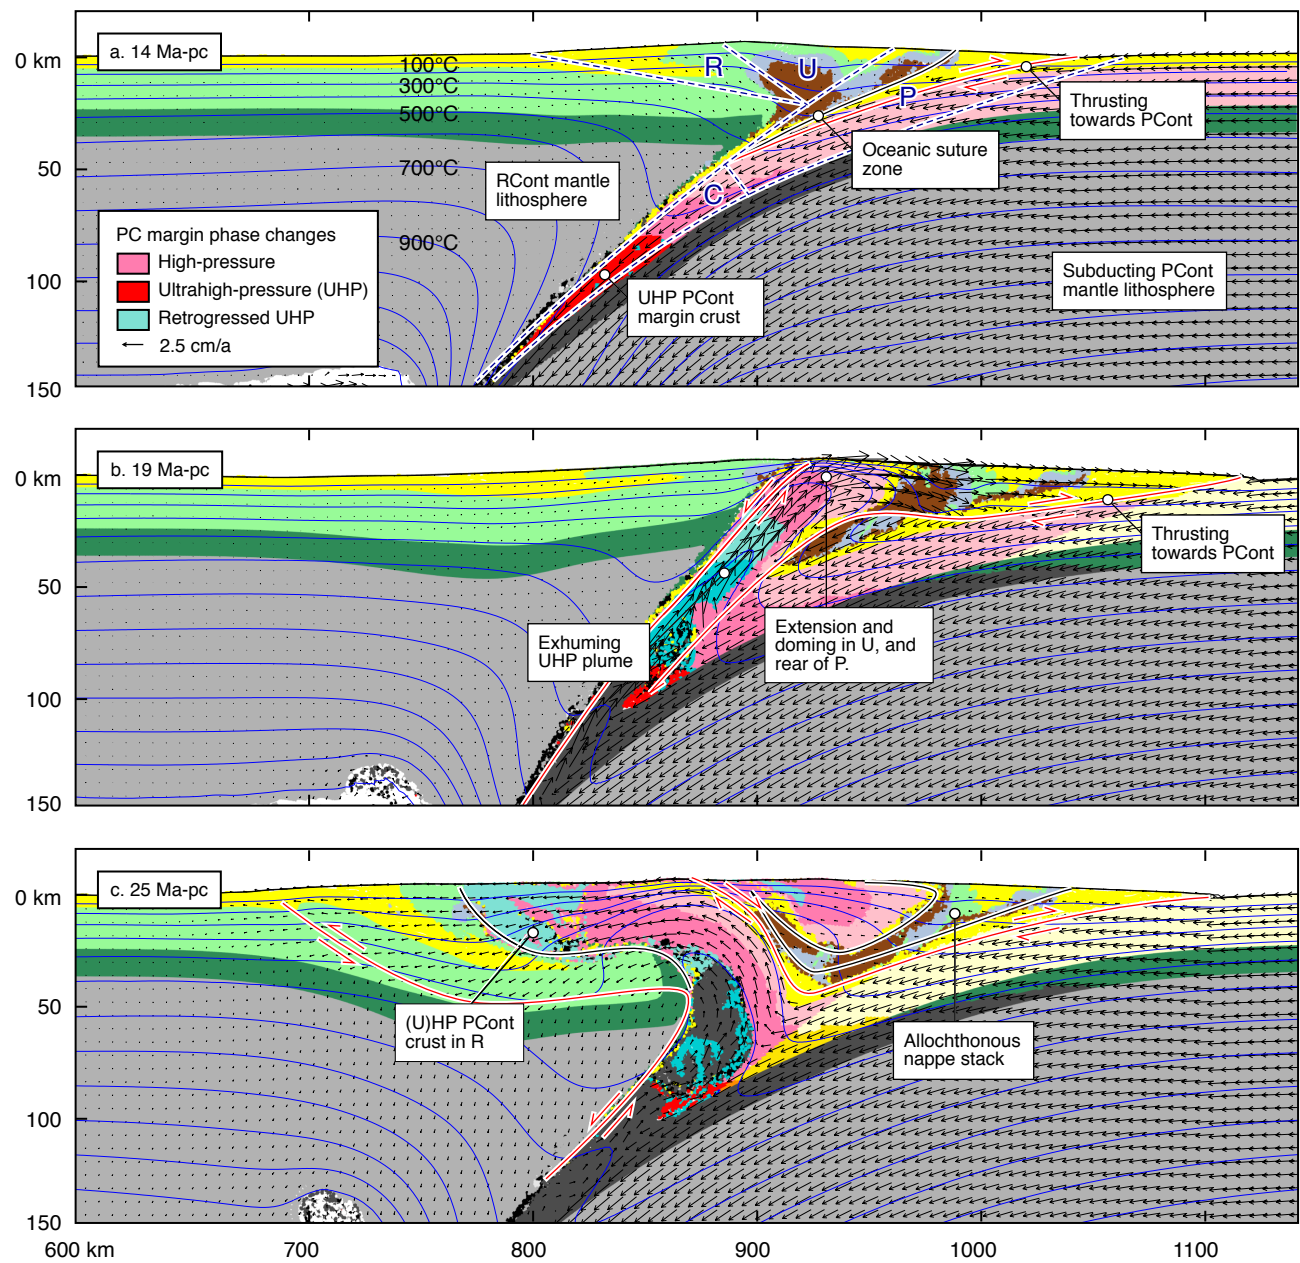 a. 14 Ma-pc
0 km
50
100
150
100°C
300°C
500°C
700°C
900°C
R
U
P
C
Thrusting
towards PCont
Oceanic suture
zone
RCont mantle
lithosphere
UHP PCont
margin crust
Subducting PCont
mantle lithosphere
PC margin phase changes
High-pressure
Ultrahigh-pressure (UHP)
Retrogressed UHP
2.5 cm/a
b. 19 Ma-pc
0 km
50
100
150
Thrusting
towards PCont
Exhuming
UHP plume
Extension and
doming in U, and
rear of P.
c. 25 Ma-pc
0 km
50
100
150
(U)HP PCont
crust in R
Allochthonous
nappe stack
600 km
700
800
900
1000
1100